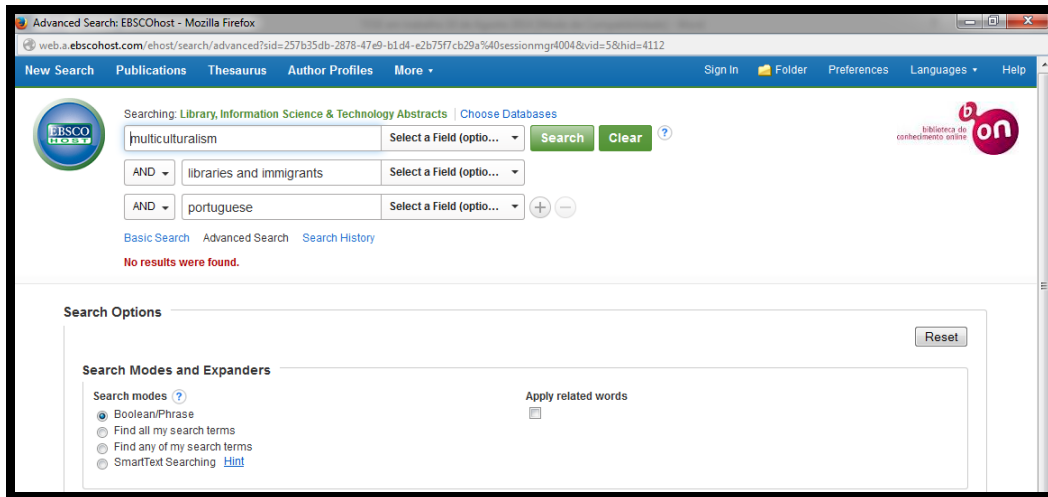 Advanced Search: EBSCOhost - Mozilla Firefox
web.a.ebscohost.com/ehost/search/advanced?sid=257b35db-2878-47e9-b1d4-e2b75f7cb29a%40sessionmgr4004&vid=5&hid=4112
New Search Publications Thesaurus Author Profiles More Sign In Folder Preferences Languages Help
Searching: Library, Information Science & Technology Abstracts Choose Databases
EBSCO HOST
multiculturalism Select a Field (optio... Search Clear ?
biblioteca do conhecimento online b on
AND libraries and immigrants Select a Field (optio...
AND portuguese Select a Field (optio... + −
Basic Search Advanced Search Search History
No results were found.
Search Options
Reset
Search Modes and Expanders
Search modes ? Apply related words
Boolean/Phrase
Find all my search terms
Find any of my search terms
SmartText Searching Hint